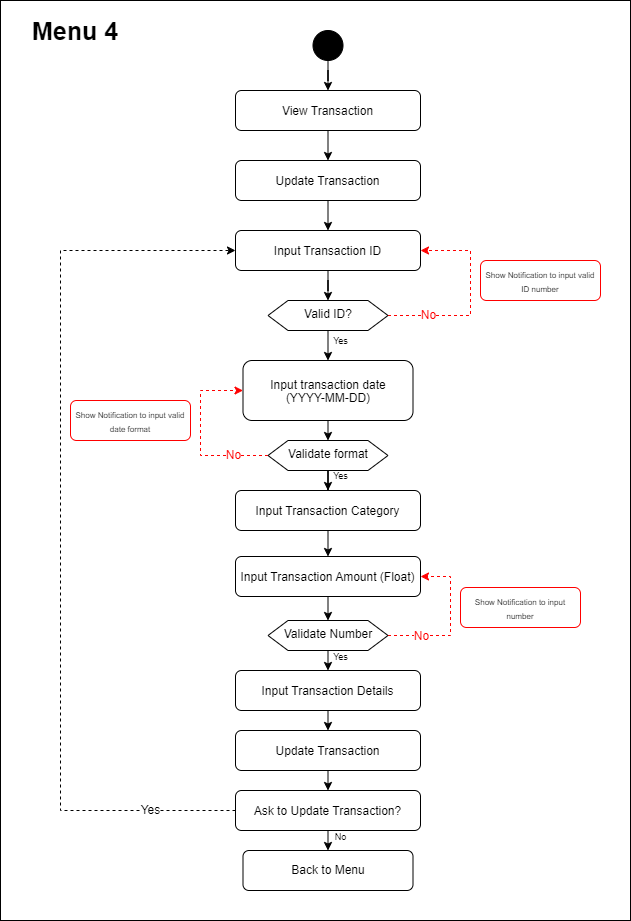 Menu 4
View Transaction
Update Transaction
Input Transaction ID
Show Notification to input valid
ID number
Valid ID?
No
Yes
Input transaction date
(YYYY-MM-DD)
Show Notification to input valid
date format
No
Validate format
Yes
Input Transaction Category
Input Transaction Amount (Float)
Show Notification to input
number
Validate Number
No
Yes
Input Transaction Details
Update Transaction
Yes
Ask to Update Transaction?
No
Back to Menu